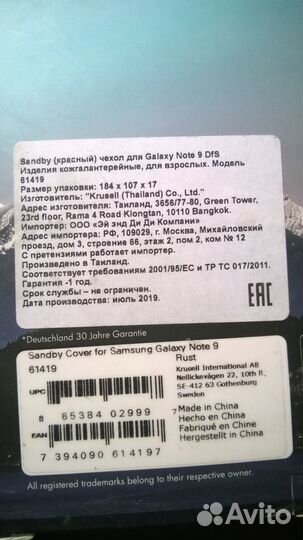 Sandby (красный) чехол для Galaxy Note 9 DfS
Изделия кожгалантерейные, для взрослых. Модель
61419
Размер упаковки: 184 x 107 x 17
Изготовитель: "Krusell (Thailand) Co., Ltd."
Адрес изготовителя: Таиланд, 3656/77-80, Green Tower,
23rd floor, Rama 4 Road Klongtan, 10110 Bangkok.
Импортер: ООО «Эй энд Ди Ди Компани»
Адрес импортера: РФ, 109029, г. Москва, Михайловский
проезд, дом 3, строение 66, этаж 2, пом 2, ком № 12
С претензиями работает импортер.
Произведено в Таиланд.
Соответствует требованиям 2001/95/EC и ТР ТС 017/2011.
Гарантия -1 год.
Срок службы – не ограничен.
Дата производства: июль 2019.
EAC
*Deutschland 30 Jahre Garantie
Sandby Cover for Samsung Galaxy Note 9
61419
Rust
Krusell International AB
Nellickevägen 22, 10th fl.,
SE-412 63 Gothenburg
Sweden
UPC
8 85384 02999 7
Made in China
Hecho en China
Fabriqué en Chine
Hergestellt in China
EAN
7 394090 614197
All registered trademarks belong to their respective owner.
Avito